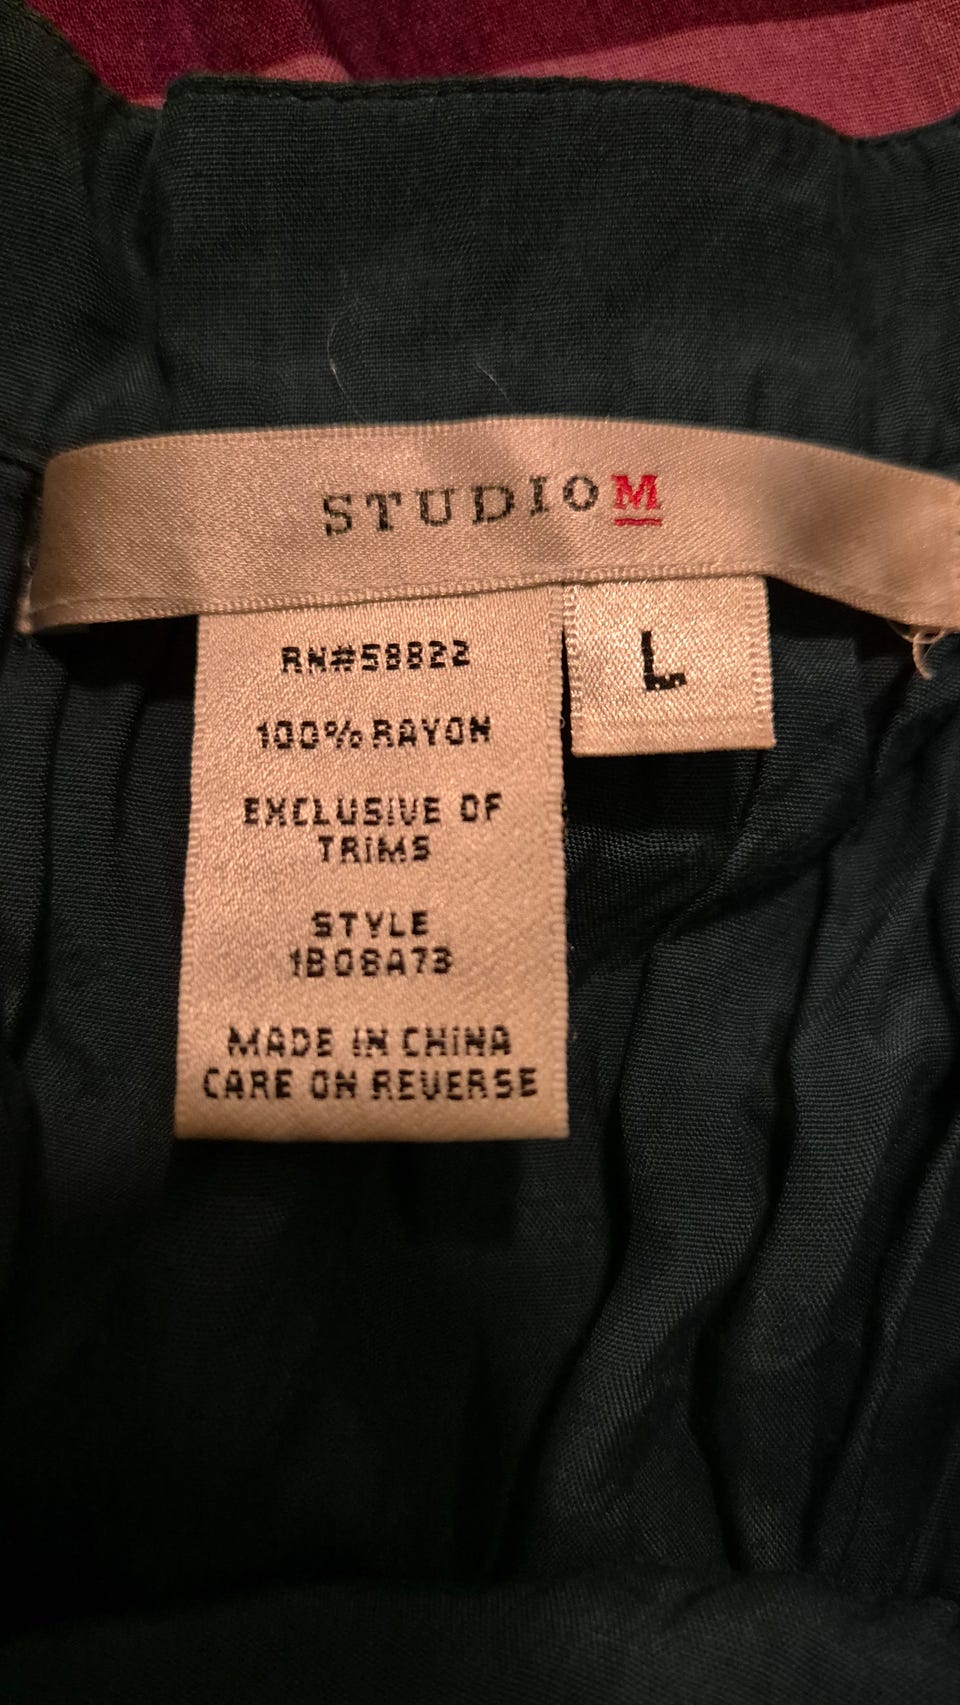 STUDIOM
RN#58822
L
100% RAYON
EXCLUSIVE OF
TRIMS
STYLE
1B08A73
MADE IN CHINA
CARE ON REVERSE